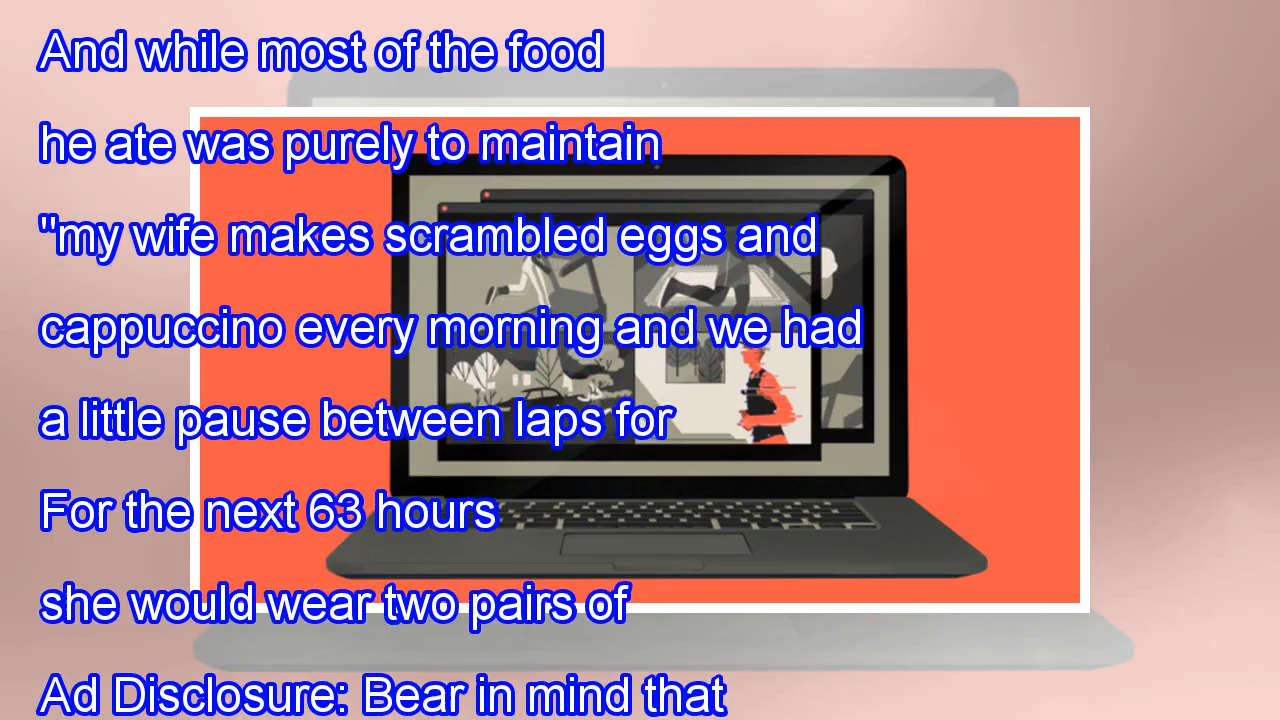 And while most of the food
he ate was purely to maintain
"my wife makes scrambled eggs and
cappuccino every morning and we had
a little pause between laps for
For the next 63 hours
she would wear two pairs of
Ad Disclosure: Bear in mind that